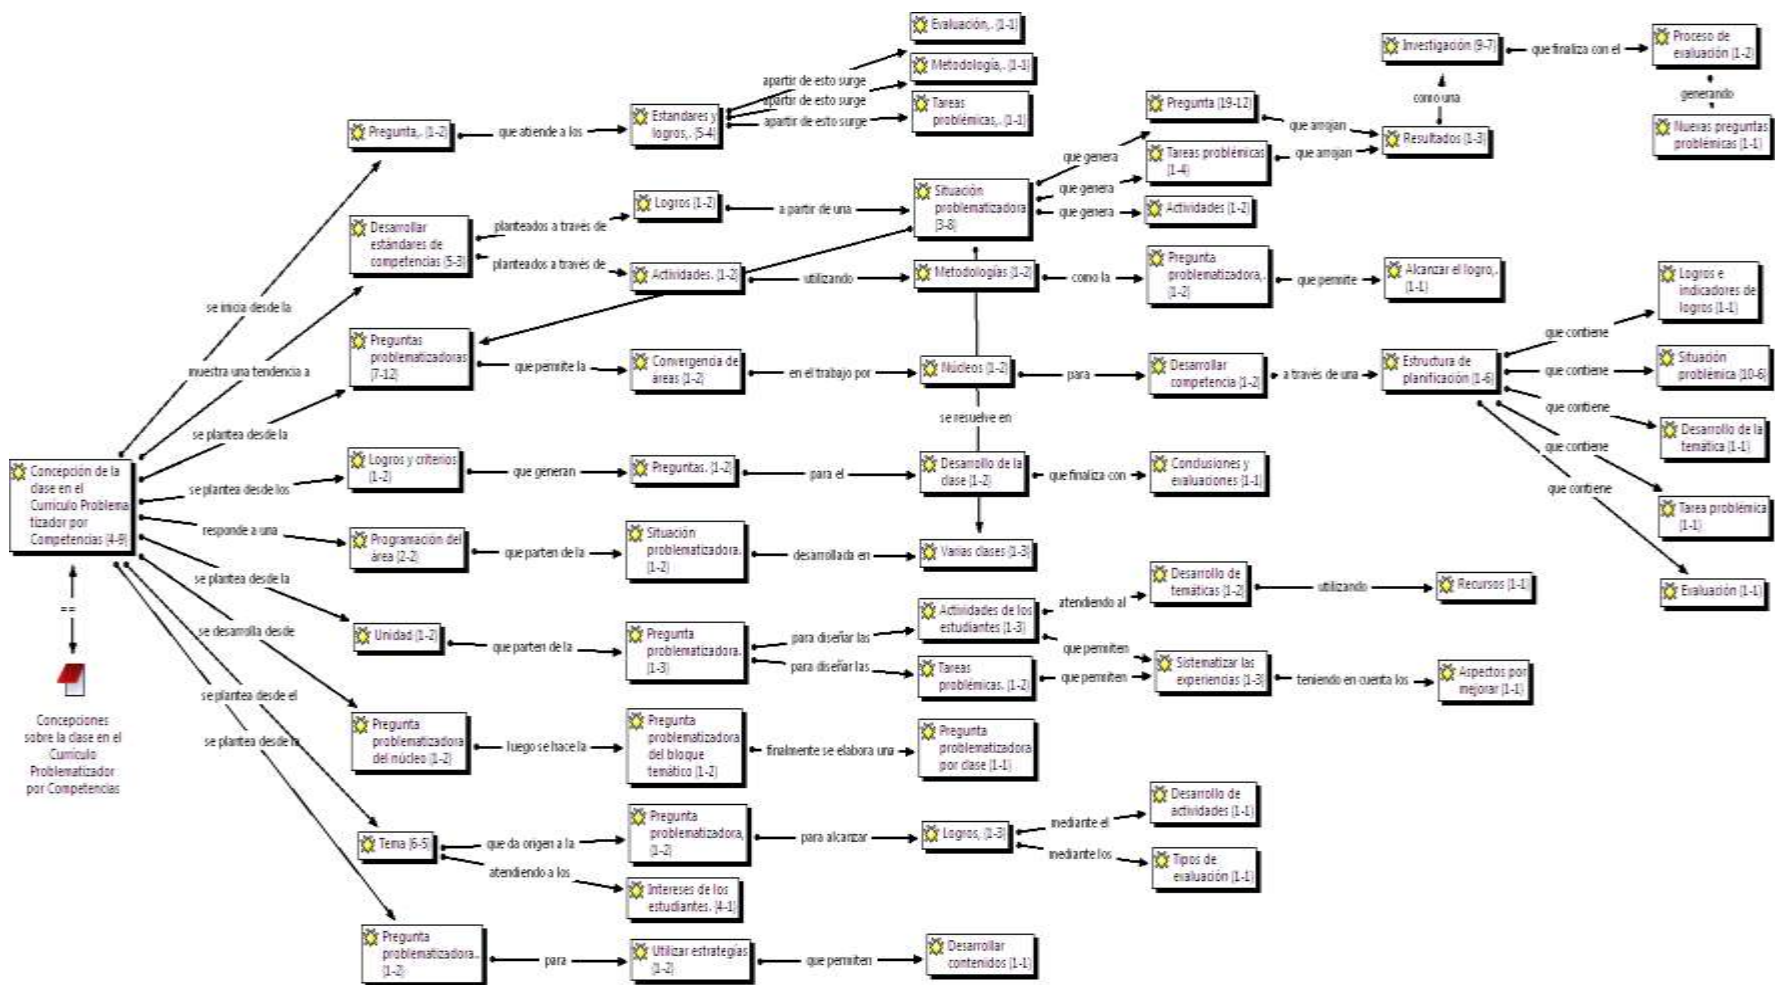 Concepción de la
clase en el
Currículo Problema
tizador por
Competencias {4-9}
==
Concepciones
sobre la clase en el
Currículo
Problematizador
por Competencias
se inicia desde la
muestra una tendencia a
se plantea desde la
se plantea desde los
responde a una
se plantea desde la
se desarrolla desde
se plantea desde el
se plantea desde la
Pregunta,. {1-2}
que atiende a los
Estandares y
logros,. {5-4}
apartir de esto surge
apartir de esto surge
apartir de esto surge
Evaluación,. {1-1}
Metodología,. {1-1}
Tareas
problémicas,. {1-1}
Desarrollar
estándares de
competencias {5-3}
planteados a través de
planteados a través de
Logros {1-2}
a partir de una
Situación
problematizadora
{3-8}
que genera
que genera
que genera
Pregunta {19-12}
Tareas problémicas
{1-4}
Actividades {1-2}
que arrojan
que arrojan
Resultados {1-3}
como una
Investigación {9-7}
que finaliza con el
Proceso de
evaluación {1-2}
generando
Nuevas preguntas
problémicas {1-1}
Actividades. {1-2}
utilizando
Metodologías {1-2}
como la
Pregunta
problematizadora,.
{1-2}
que permite
Alcanzar el logro,.
{1-1}
Preguntas
problematizadoras
{7-12}
que permite la
Convergencia de
áreas {1-2}
en el trabajo por
Núcleos {1-2}
para
Desarrollar
competencia {1-2}
a través de una
Estructura de
planificación {1-6}
que contiene
que contiene
que contiene
que contiene
que contiene
Logros e
indicadores de
logros {1-1}
Situación
problémica {10-6}
Desarrollo de la
temática {1-1}
Tarea problémica
{1-1}
Evaluación {1-1}
se resuelve en
Logros y criterios
{1-2}
que generan
Preguntas. {1-2}
para el
Desarrollo de la
clase {1-2}
que finaliza con
Conclusiones y
evaluaciones {1-1}
Programación del
área {2-2}
que parten de la
Situación
problematizadora.
{1-2}
desarrollada en
Varias clases {1-3}
Unidad {1-2}
que parten de la
Pregunta
problematizadora.
{1-3}
para diseñar las
para diseñar las
Actividades de los
estudiantes {1-3}
Tareas
problémicas. {1-2}
atendiendo al
que permiten
que permiten
Desarrollo de
temáticas {1-2}
utilizando
Recursos {1-1}
Sistematizar las
experiencias {1-3}
teniendo en cuenta los
Aspectos por
mejorar {1-1}
Pregunta
problematizadora
del núcleo {1-2}
luego se hace la
Pregunta
problematizadora
del bloque
temático {1-2}
finalmente se elabora una
Pregunta
problematizadora
por clase {1-1}
Tema {6-5}
que da origen a la
atendiendo a los
Pregunta
problematizadora,
{1-2}
para alcanzar
Logros, {1-3}
mediante el
mediante los
Desarrollo de
actividades {1-1}
Tipos de
evaluación {1-1}
Intereses de los
estudiantes. {4-1}
Pregunta
problematizadora..
{1-2}
para
Utilizar estrategías
{1-2}
que permiten
Desarrollar
contenidos {1-1}